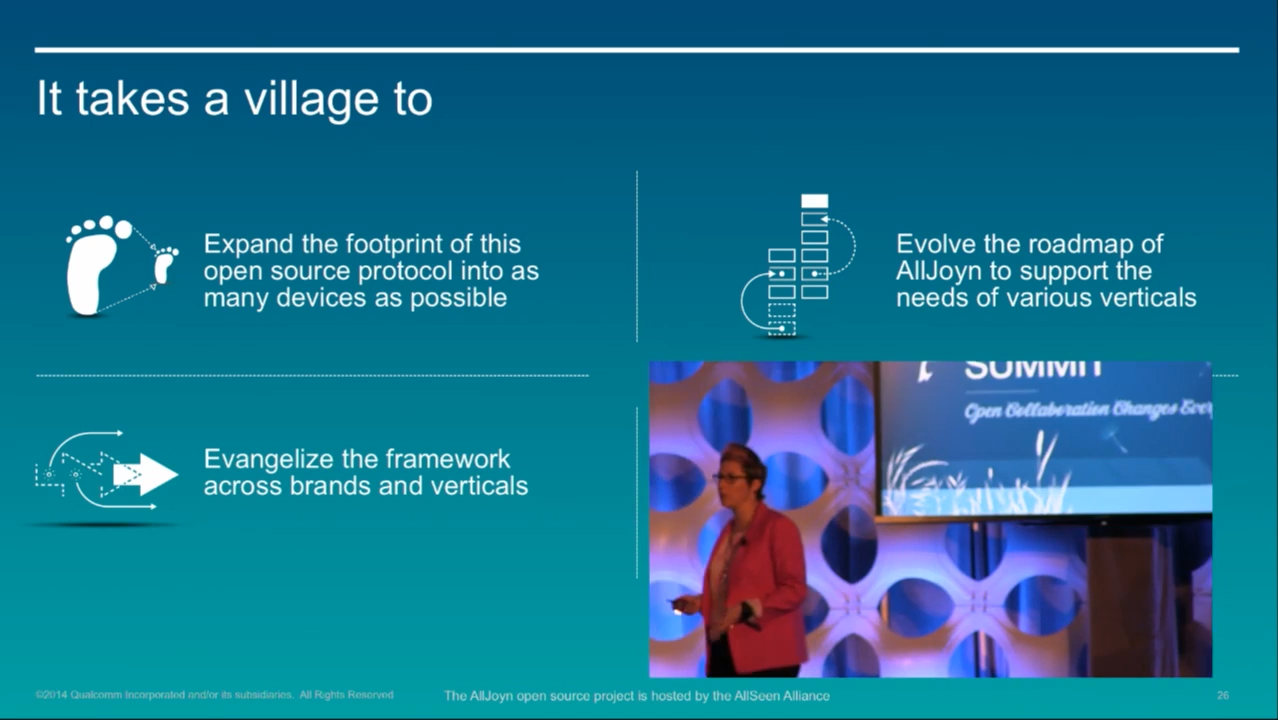 It takes a village to
Expand the footprint of this
open source protocol into as
many devices as possible
Evolve the roadmap of
AllJoyn to support the
needs of various verticals
Evangelize the framework
across brands and verticals
SUMMIT
Open Collaboration Changes
©2014 Qualcomm Incorporated and/or its subsidiaries. All Rights Reserved
The AllJoyn open source project is hosted by the AllSeen Alliance
26